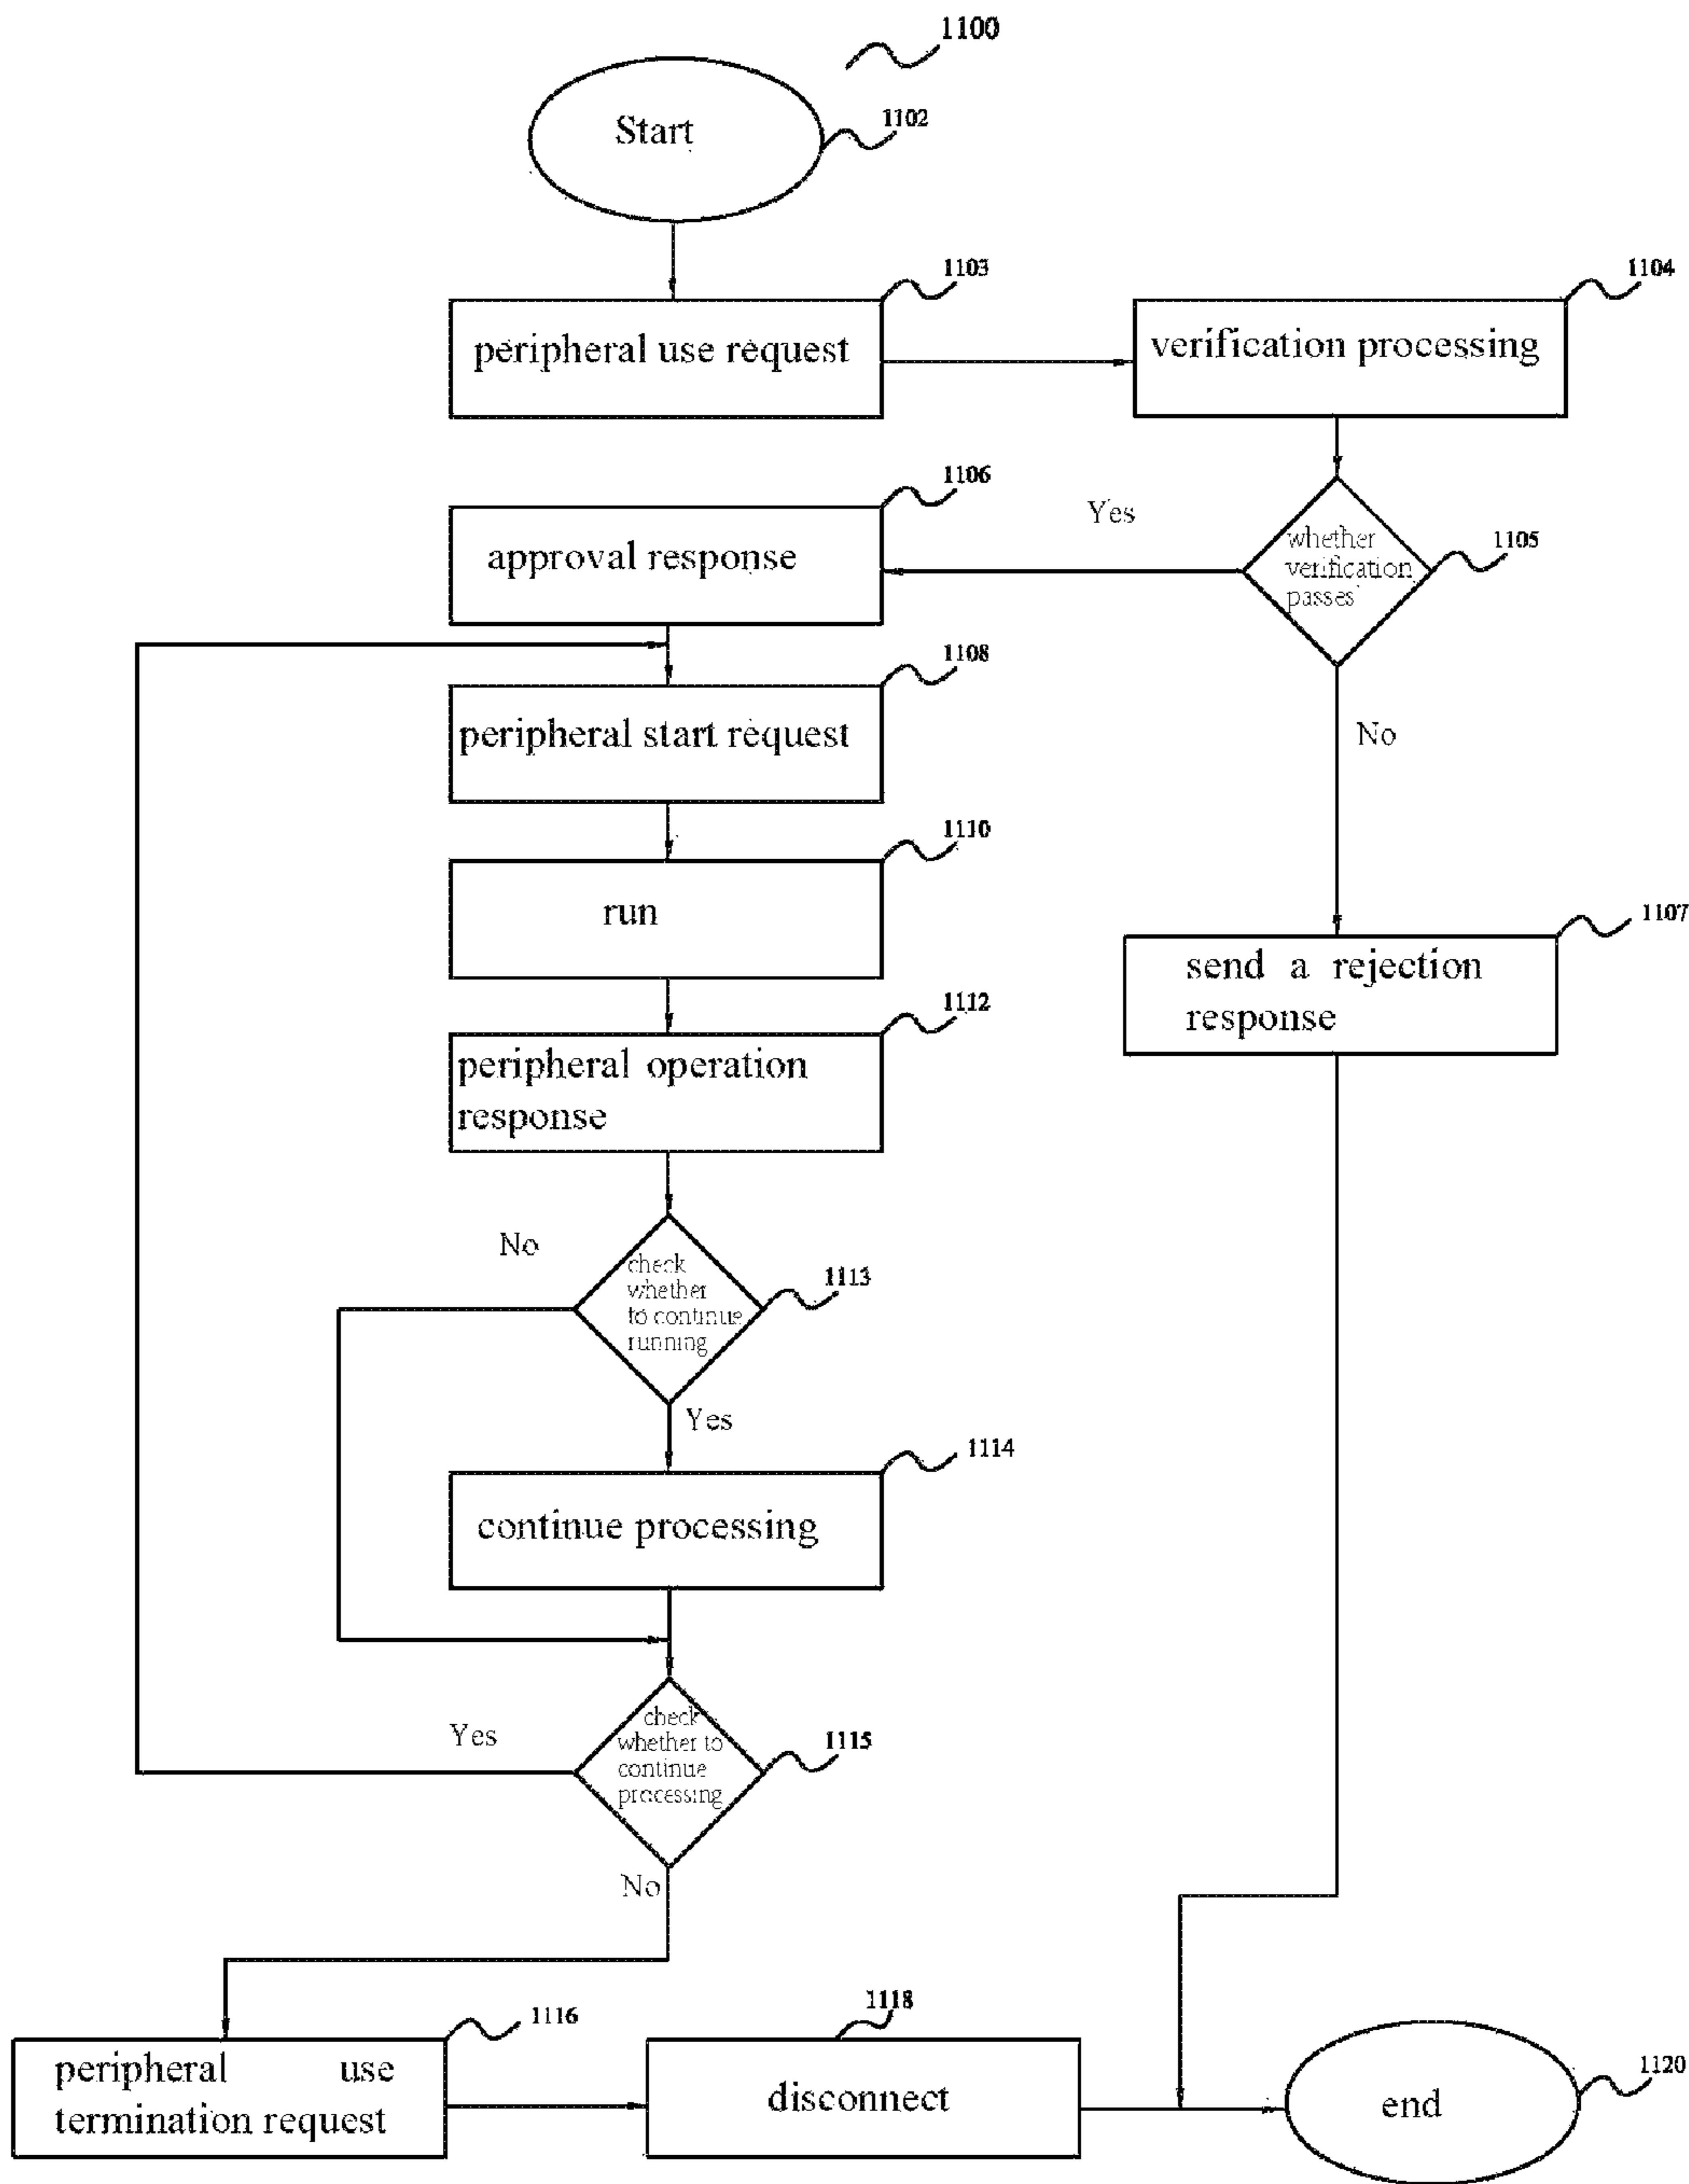 1100
Start
1102
1103
peripheral use request
1104
verification processing
1106
approval response
Yes
whether
verification
passes
1105
1108
peripheral start request
No
1110
run
1107
send a rejection
response
1112
peripheral operation
response
No
check
whether
to continue
running
1113
Yes
1114
continue processing
Yes
check
whether to
continue
processing
1115
No
1116
peripheral use
termination request
1118
disconnect
1120
end